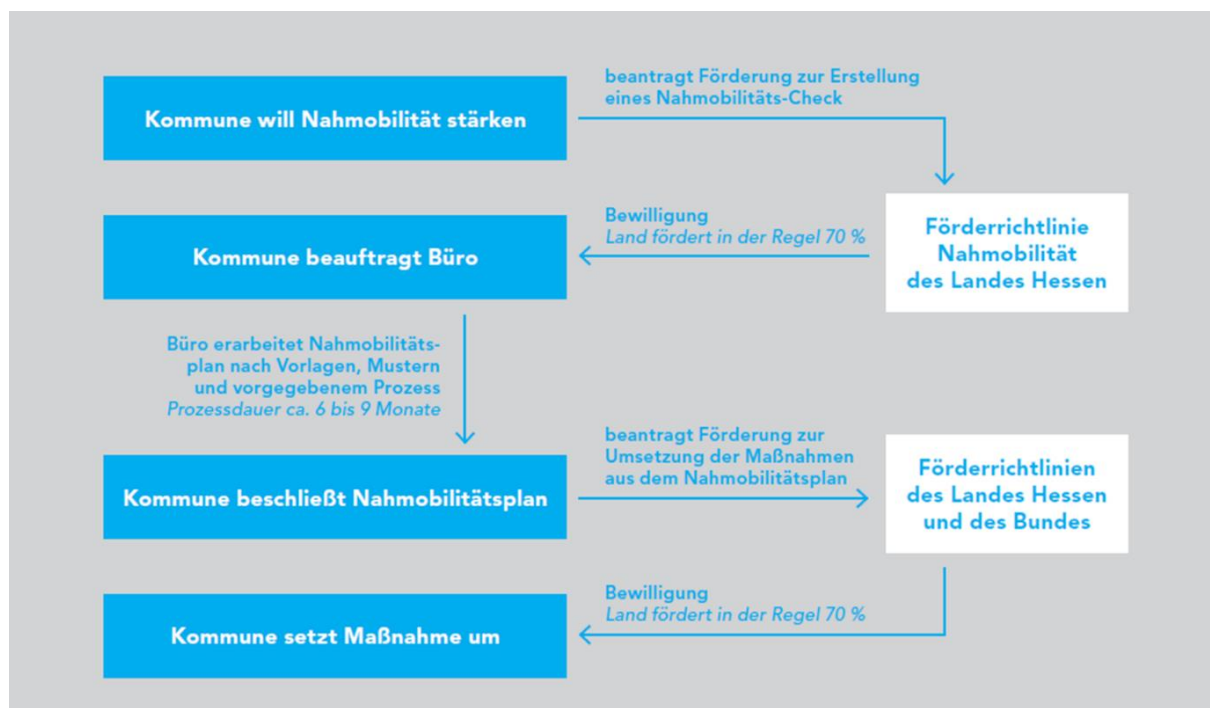 Kommune will Nahmobilität stärken
beantragt Förderung zur Erstellung
eines Nahmobilitäts-Check
Förderrichtlinie
Nahmobilität
des Landes Hessen
Bewilligung
Land fördert in der Regel 70 %
Kommune beauftragt Büro
Büro erarbeitet Nahmobilitäts-
plan nach Vorlagen, Mustern
und vorgegebenem Prozess
Prozessdauer ca. 6 bis 9 Monate
Kommune beschließt Nahmobilitätsplan
beantragt Förderung zur
Umsetzung der Maßnahmen
aus dem Nahmobilitätsplan
Förderrichtlinien
des Landes Hessen
und des Bundes
Bewilligung
Land fördert in der Regel 70 %
Kommune setzt Maßnahme um